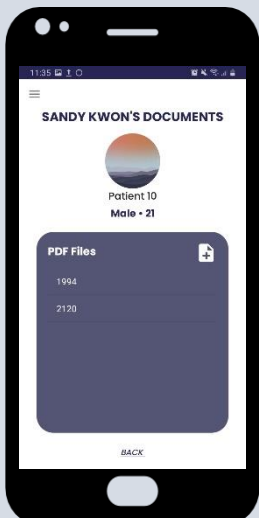 11:35
SANDY KWON'S DOCUMENTS
Patient 10
Male • 21
PDF Files
1994
2120
BACK